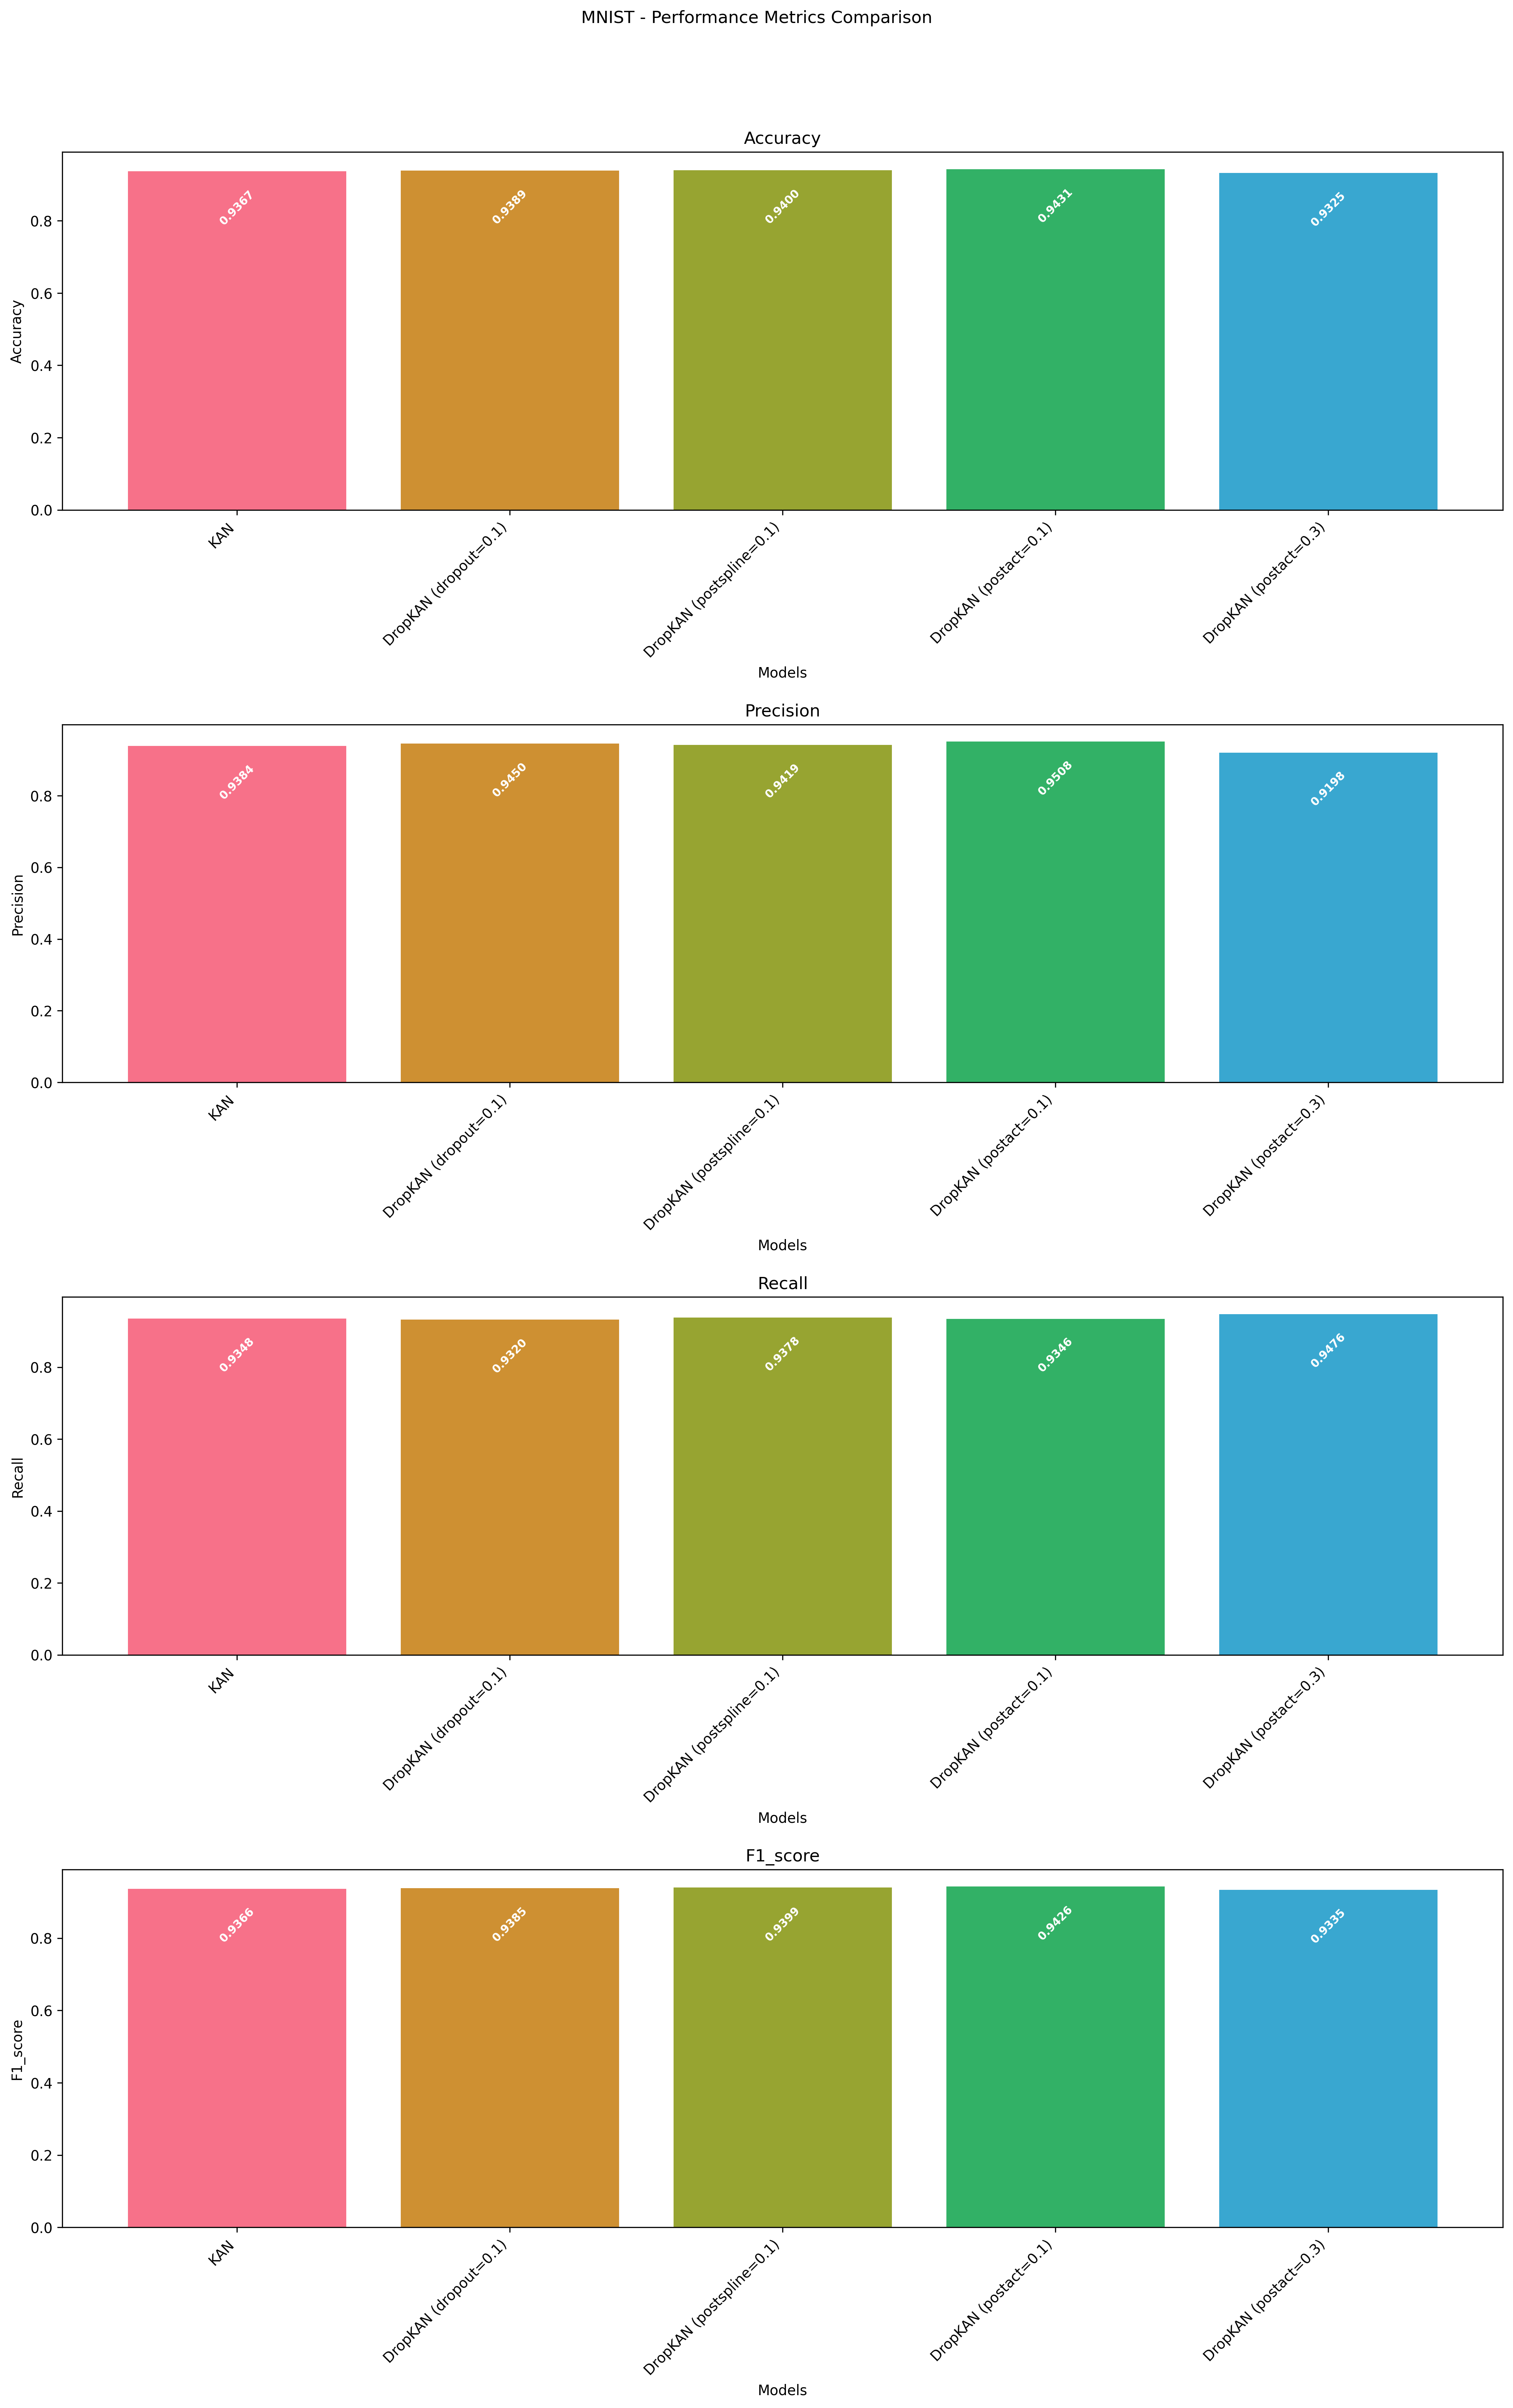 MNIST - Performance Metrics Comparison
Accuracy
Accuracy
0.8
0.6
0.4
0.2
0.0
0.9367
0.9389
0.9400
0.9431
0.9325
KAN
DropKAN (dropout=0.1)
DropKAN (postspline=0.1)
DropKAN (postact=0.1)
DropKAN (postact=0.3)
Models
Precision
Precision
0.8
0.6
0.4
0.2
0.0
0.9384
0.9450
0.9419
0.9508
0.9198
KAN
DropKAN (dropout=0.1)
DropKAN (postspline=0.1)
DropKAN (postact=0.1)
DropKAN (postact=0.3)
Models
Recall
Recall
0.8
0.6
0.4
0.2
0.0
0.9348
0.9320
0.9378
0.9346
0.9476
KAN
DropKAN (dropout=0.1)
DropKAN (postspline=0.1)
DropKAN (postact=0.1)
DropKAN (postact=0.3)
Models
F1_score
F1_score
0.8
0.6
0.4
0.2
0.0
0.9366
0.9385
0.9399
0.9426
0.9335
KAN
DropKAN (dropout=0.1)
DropKAN (postspline=0.1)
DropKAN (postact=0.1)
DropKAN (postact=0.3)
Models